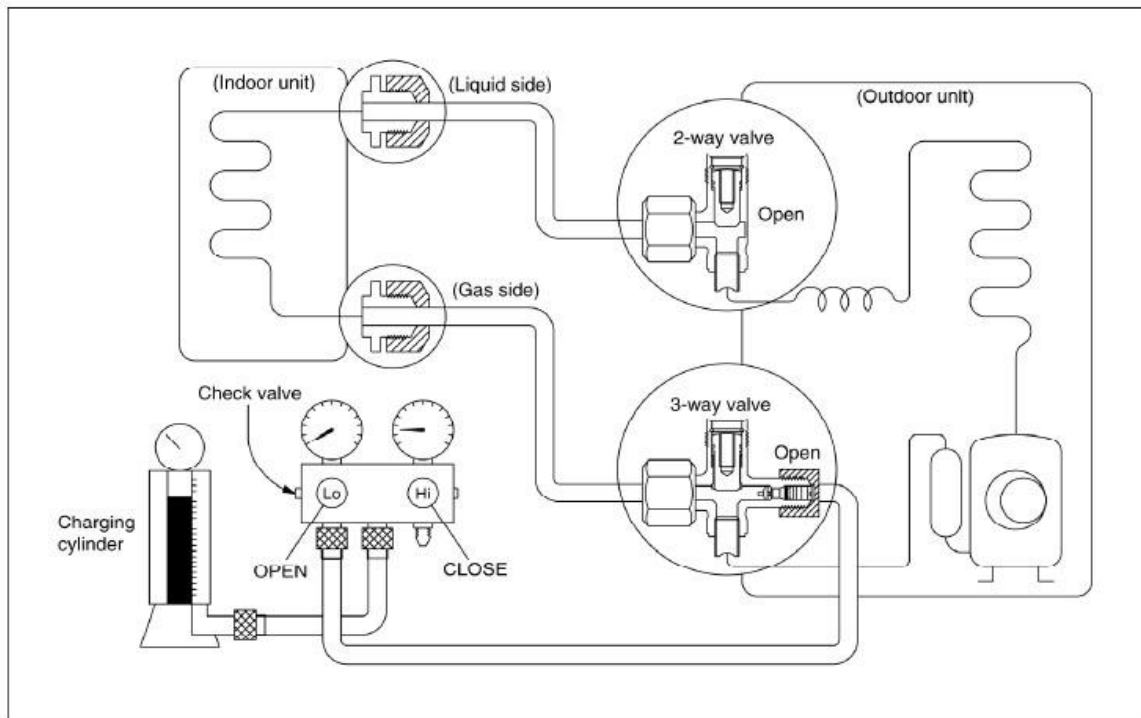 (Indoor unit)
(Liquid side)
(Outdoor unit)
2-way valve
Open
(Gas side)
Check valve
3-way valve
Open
Lo
Hi
Charging
cylinder
OPEN
CLOSE